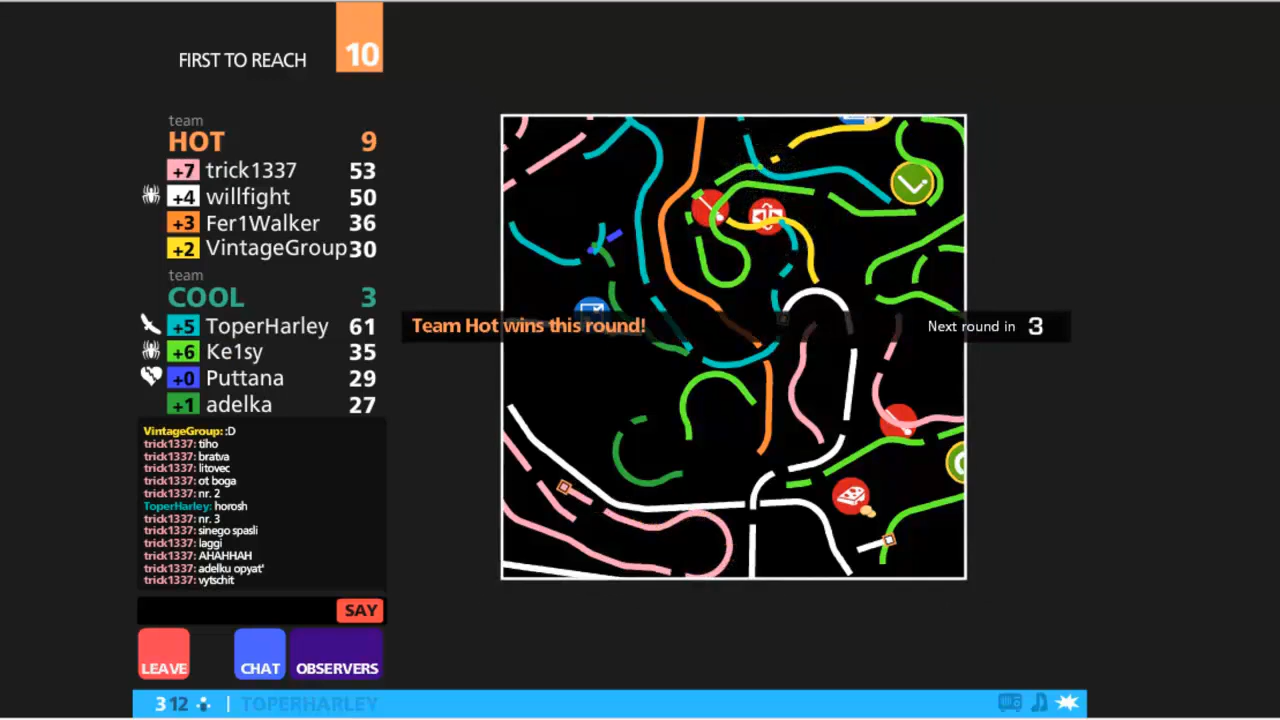 FIRST TO REACH 10
team
HOT 9
+7 trick1337 53
+4 willfight 50
+3 Fer1Walker 36
+2 VintageGroup 30
team
COOL 3
+5 ToperHarley 61
+6 Ke1sy 35
+0 Puttana 29
+1 adelka 27
Team Hot wins this round!
Next round in 3
VintageGroup: :D
trick1337: tiho
trick1337: bratva
trick1337: litovec
trick1337: ot boga
trick1337: nr. 2
ToperHarley: horosh
trick1337: nr. 3
trick1337: sinego spasli
trick1337: laggi
trick1337: AHAHHAH
trick1337: adelku opyat'
trick1337: vytschit
SAY
LEAVE
CHAT
OBSERVERS
312 | TOPERHARLEY